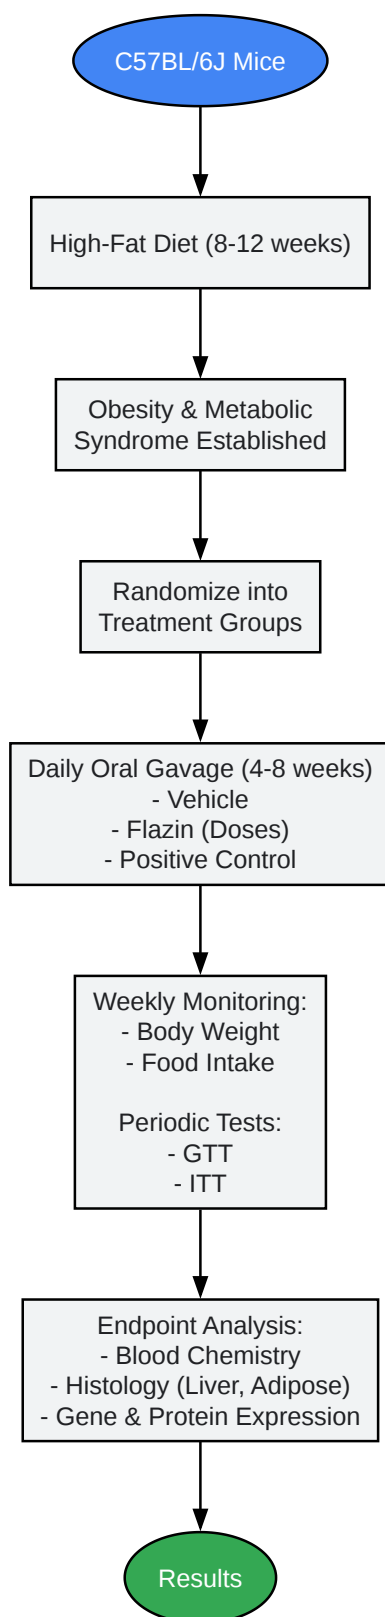 C57BL/6J Mice
High-Fat Diet (8-12 weeks)
Obesity & Metabolic
Syndrome Established
Randomize into
Treatment Groups
Daily Oral Gavage (4-8 weeks)
- Vehicle
- Flazin (Doses)
- Positive Control
Weekly Monitoring:
- Body Weight
- Food Intake
Periodic Tests:
- GTT
- ITT
Endpoint Analysis:
- Blood Chemistry
- Histology (Liver, Adipose)
- Gene & Protein Expression
Results